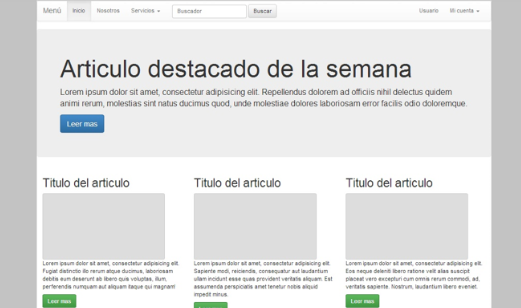 Menú Inicio Nosotros Servicios Buscador Buscar Usuario Mi cuenta
Articulo destacado de la semana
Lorem ipsum dolor sit amet, consectetur adipisicing elit. Repellendus dolorem ad officiis nihil delectus quidem
animi rerum, molestias sint natus ducimus quod, unde molestiae dolores laboriosam error facilis odio doloremque.
Leer mas
Titulo del articulo
Lorem ipsum dolor sit amet, consectetur adipisicing elit.
Fugiat distinctio illo rerum atque ducimus, laboriosam
debitis eum deserunt ab libero quis voluptas, illum,
perferendis numquam aut aliquam itaque qui magnam!
Leer mas
Titulo del articulo
Lorem ipsum dolor sit amet, consectetur adipisicing elit.
Sapiente modi, reiciendis, consequatur aut laudantium
ullam incidunt esse quas provident veritatis aliquam. Est
assumenda perspiciatis amet tenetur nobis aliquid
impedit minus.
Titulo del articulo
Lorem ipsum dolor sit amet, consectetur adipisicing elit.
Eos neque deleniti libero ratione velit alias suscipit
placeat vero excepturi cum omnis rerum commodi, ad,
veritatis sapiente. Nostrum, laudantium libero eveniet.
Leer mas